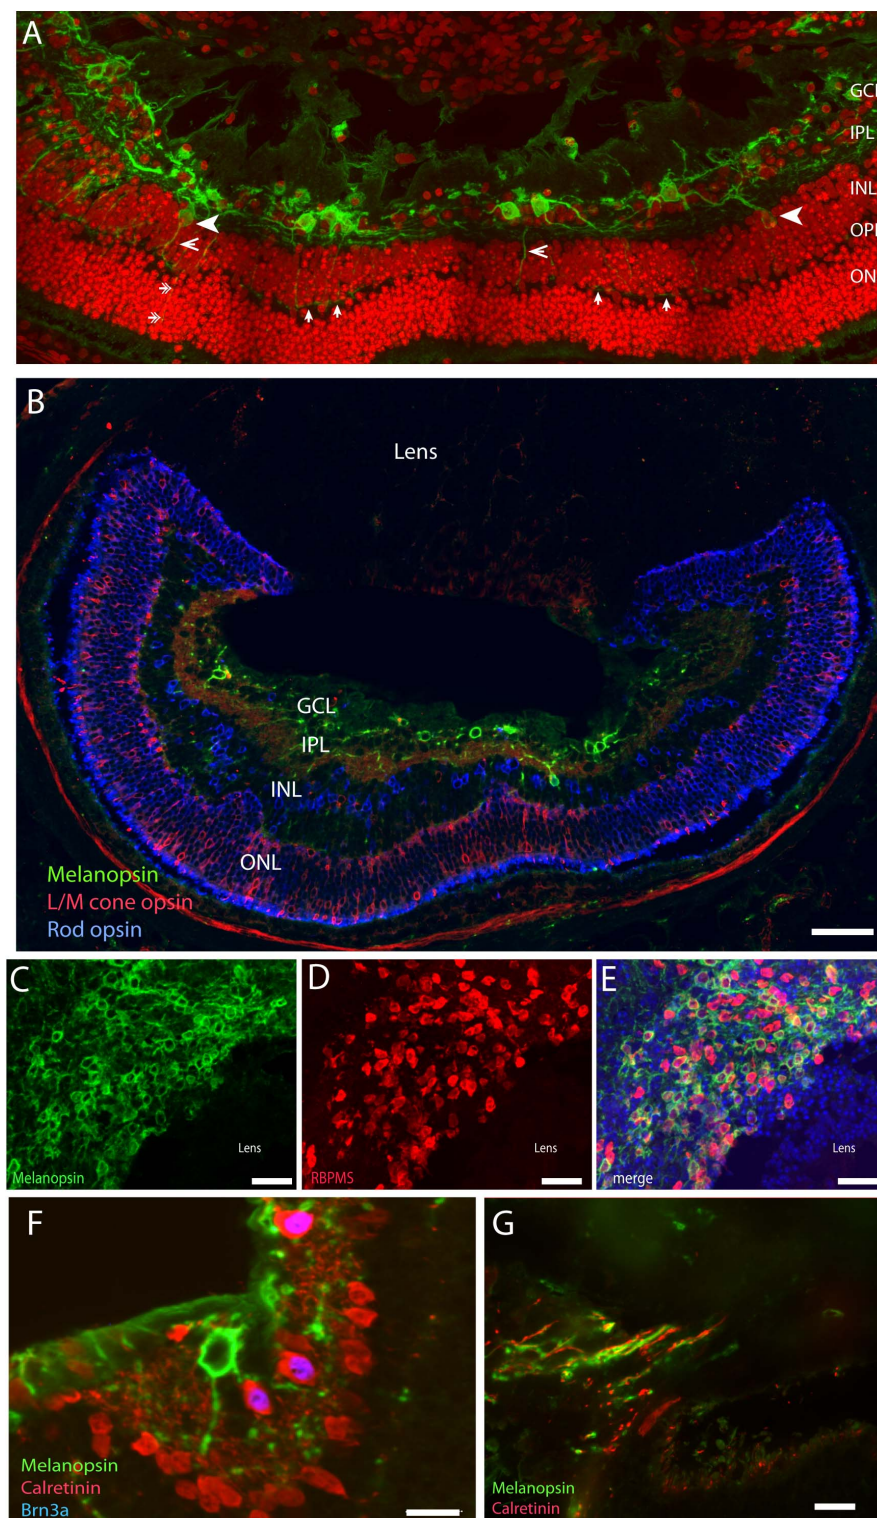 A
GCL
IPL
INL
OPL
ON
B
Lens
GCL
IPL
INL
ONL
Melanopsin
L/M cone opsin
Rod opsin
C
D
E
Lens
Lens
Lens
Melanopsin
RBPMS
merge
F
G
Melanopsin
Calretinin
Brn3a
Melanopsin
Calretinin